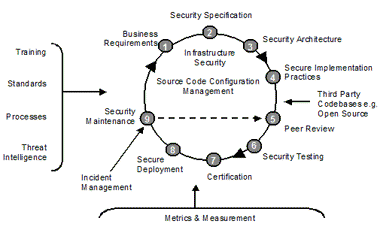 Security Specification
Business
Requirements
1
2
3
Security Architecture
Training
Infrastructure
Security
4
Secure Implementation
Practices
Standards
Source Code Configuration
Management
Third Party
Codebases e.g.
Open Source
Security
Maintenance
9
5
Peer Review
Processes
Threat
Intelligence
8
7
6
Security Testing
Secure
Deployment
Certification
Incident
Management
Metrics & Measurement